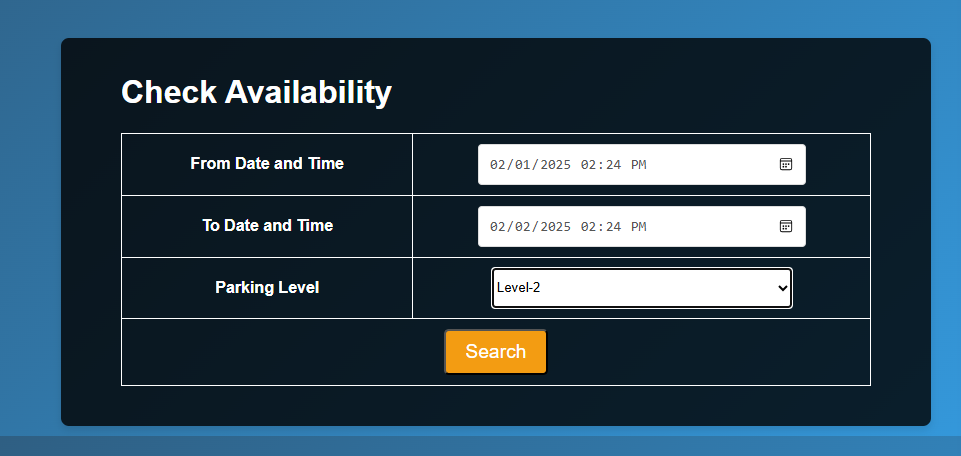 Check Availability
From Date and Time 02/01/2025 02:24 PM
To Date and Time 02/02/2025 02:24 PM
Parking Level Level-2
Search